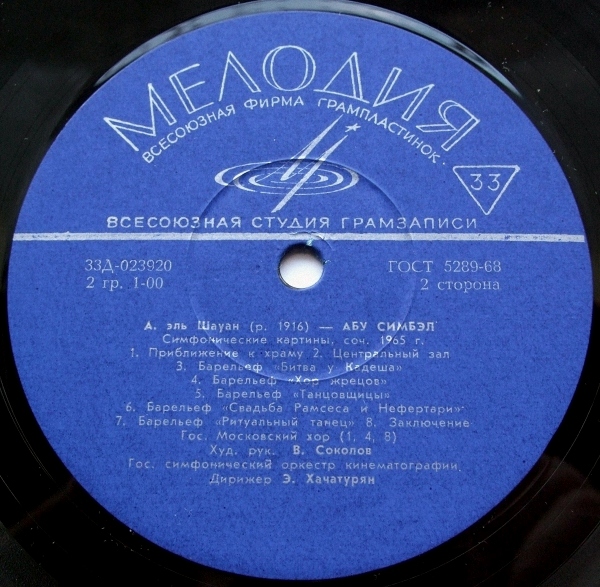 МЕЛОДИЯ
ВСЕСОЮЗНАЯ ФИРМА ГРАМПЛАСТИНОК.
33
ВСЕСОЮЗНАЯ СТУДИЯ ГРАМЗАПИСИ
33Д-023920 ГОСТ 5289-68
2 гр. 1-00 2 сторона
А. эль Шауан (р. 1916) — АБУ СИМБЭЛ
Симфонические картины, соч. 1965 г.
1. Приближение к храму 2. Центральный зал
3. Барельеф «Битва у Кадеша»
4. Барельеф «Хор жрецов»
5. Барельеф «Танцовщицы»
6. Барельеф «Свадьба Рамсеса и Нефертари»
7. Барельеф «Ритуальный танец» 8. Заключение
Гос. Московский хор (1, 4, 8)
Худ. рук. В. Соколов
Гос. симфонический оркестр кинематографии
Дирижер Э. Хачатурян